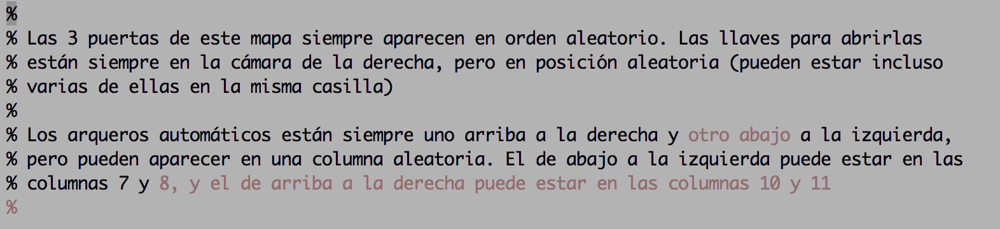 %
% Las 3 puertas de este mapa siempre aparecen en orden aleatorio. Las llaves para abrirlas
% están siempre en la cámara de la derecha, pero en posición aleatoria (pueden estar incluso
% varias de ellas en la misma casilla)
%
% Los arqueros automáticos están siempre uno arriba a la derecha y otro abajo a la izquierda,
% pero pueden aparecer en una columna aleatoria. El de abajo a la izquierda puede estar en las
% columnas 7 y 8, y el de arriba a la derecha puede estar en las columnas 10 y 11
%